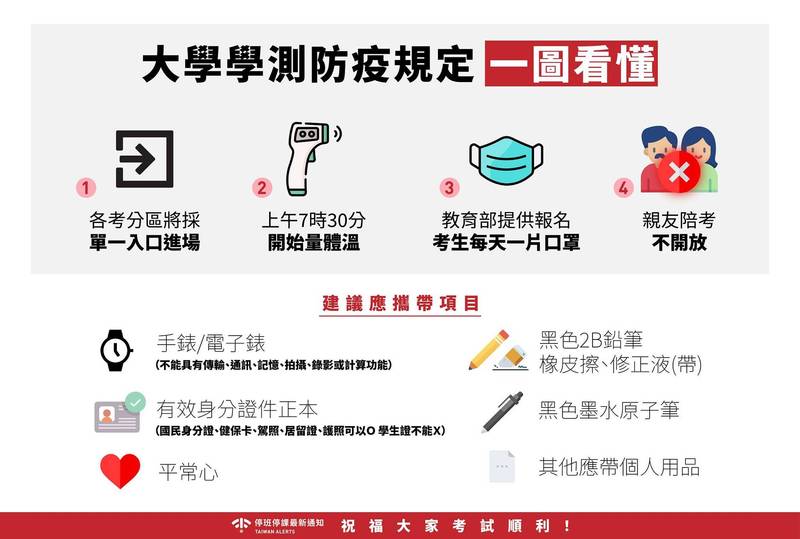 大學學測防疫規定 一圖看懂
1
各考分區將採
單一入口進場
2
上午7時30分
開始量體溫
3
教育部提供報名
考生每天一片口罩
4
親友陪考
不開放
建議應攜帶項目
手錶/電子錶
(不能具有傳輸、通訊、記憶、拍攝、錄影或計算功能)
有效身分證件正本
(國民身分證、健保卡、駕照、居留證、護照可以O 學生證不能X)
平常心
黑色2B鉛筆
橡皮擦、修正液(帶)
黑色墨水原子筆
其他應帶個人用品
停班停課最新通知
TAIWAN ALERTS
祝福大家考試順利！